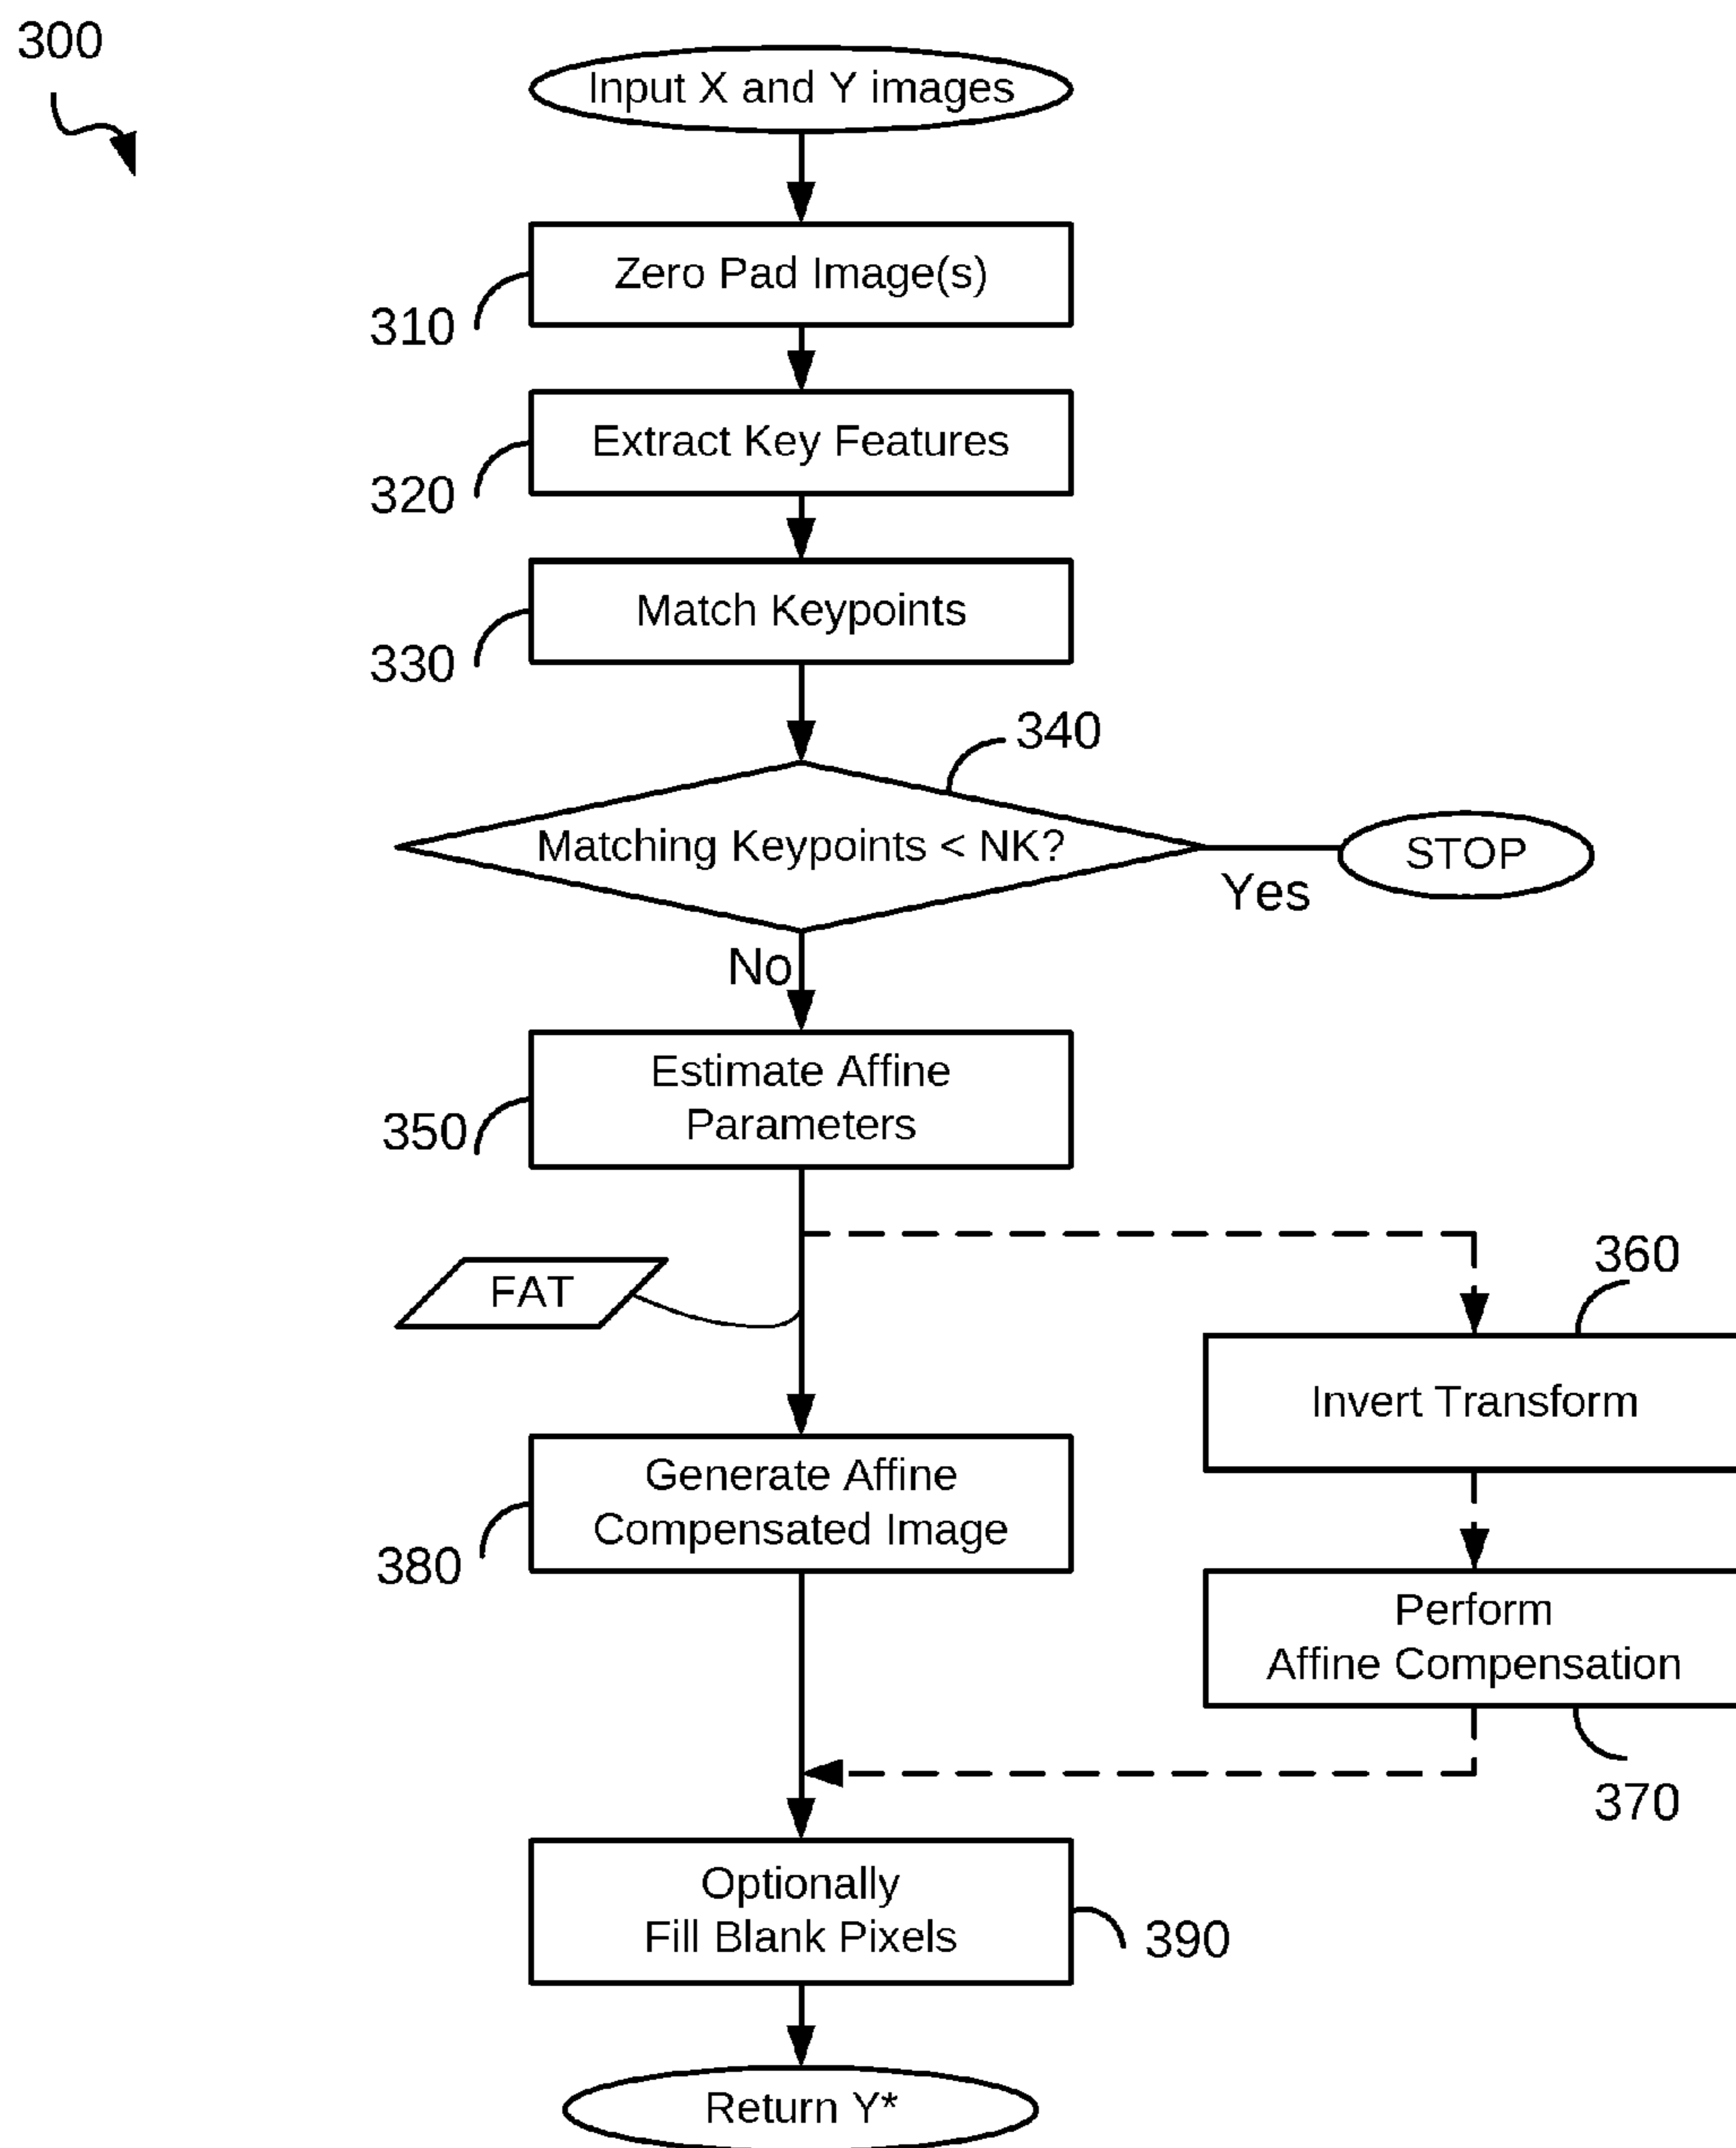 300
Input X and Y images
Zero Pad Image(s)
310
Extract Key Features
320
Match Keypoints
330
340
Matching Keypoints < NK?
STOP
Yes
No
Estimate Affine
Parameters
350
FAT
360
Invert Transform
Generate Affine
Compensated Image
380
Perform
Affine Compensation
370
Optionally
Fill Blank Pixels
390
Return Y*